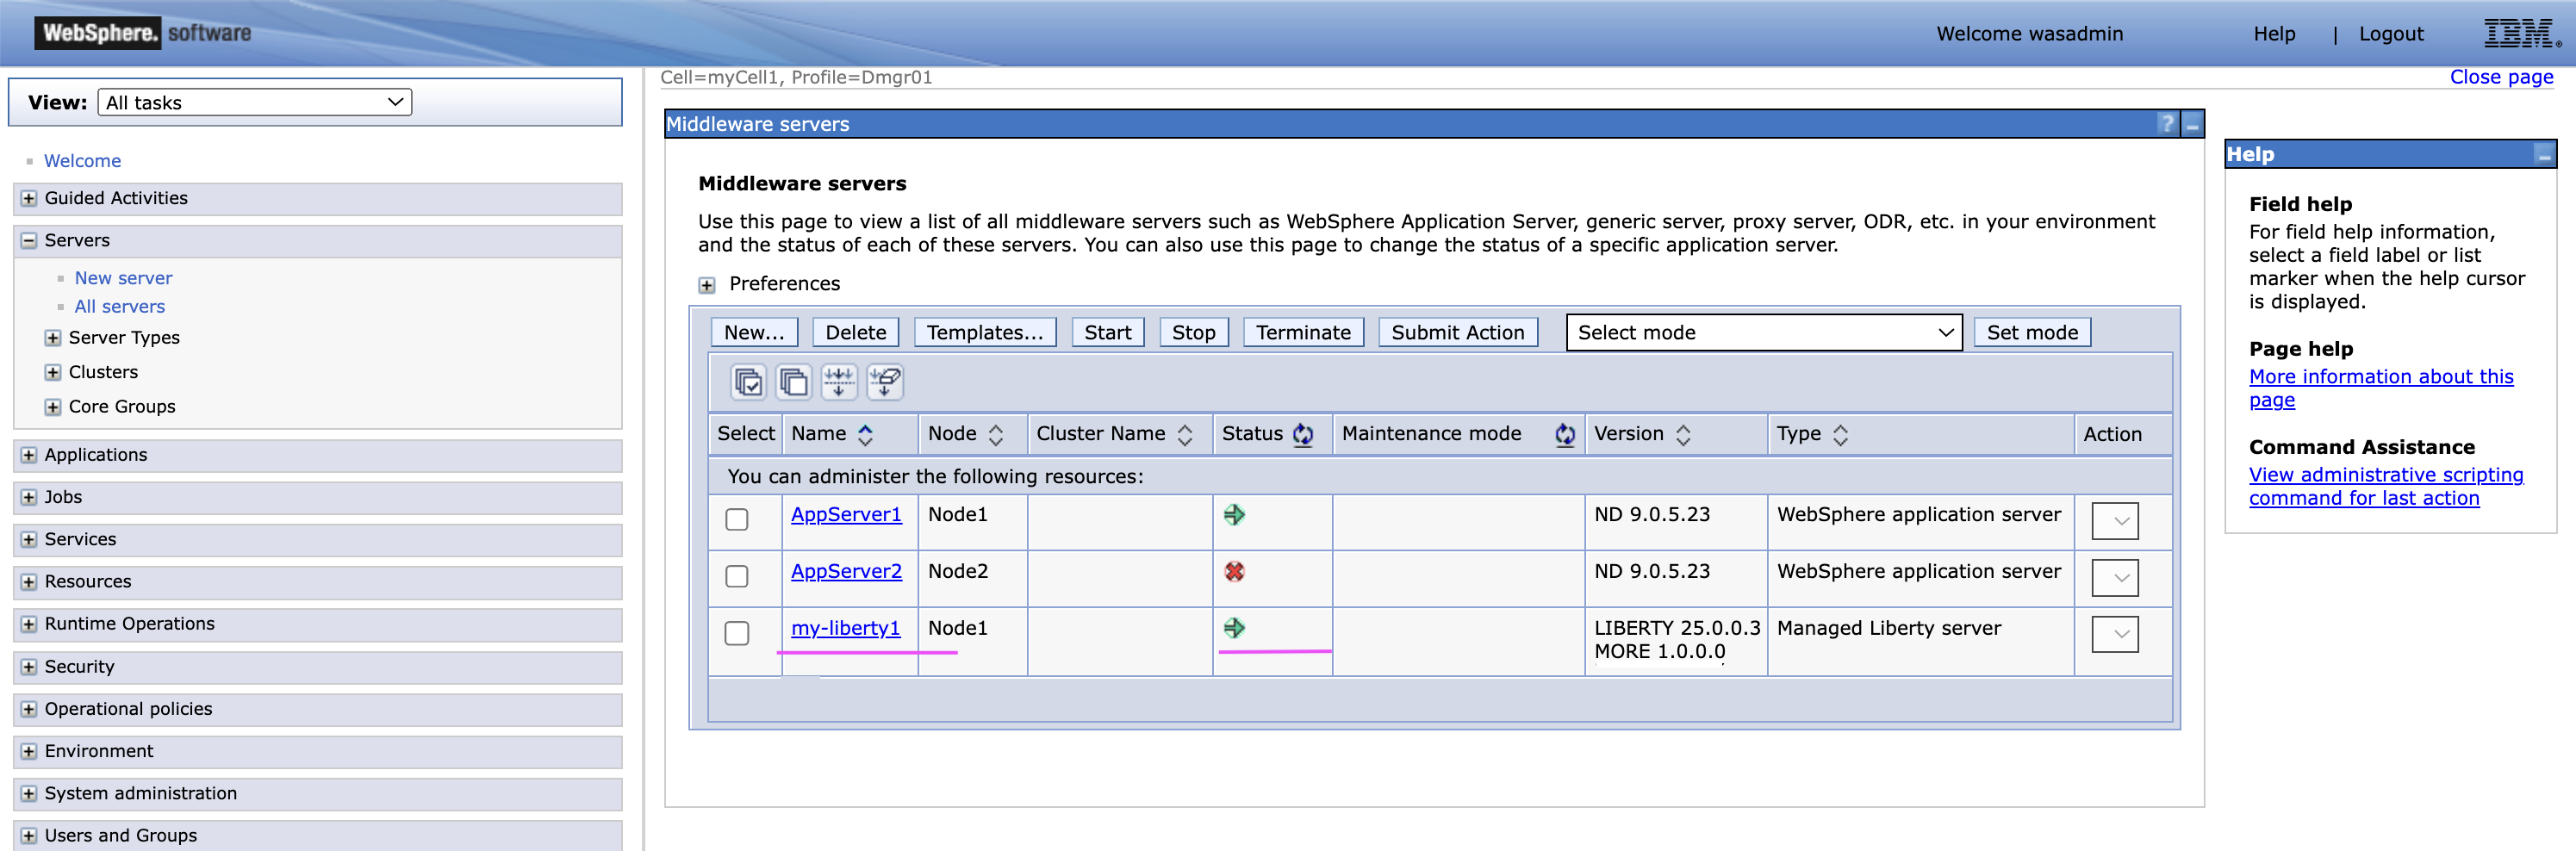 WebSphere. software
Welcome wasadmin
Help | Logout
IBM®
View: All tasks
Welcome
Guided Activities
Servers
New server
All servers
Server Types
Clusters
Core Groups
Applications
Jobs
Services
Resources
Runtime Operations
Security
Operational policies
Environment
System administration
Users and Groups
Cell=myCell1, Profile=Dmgr01
Close page
Middleware servers
?
Middleware servers
Use this page to view a list of all middleware servers such as WebSphere Application Server, generic server, proxy server, ODR, etc. in your environment
and the status of each of these servers. You can also use this page to change the status of a specific application server.
Preferences
New... Delete Templates... Start Stop Terminate Submit Action Select mode Set mode
Select Name Node Cluster Name Status Maintenance mode Version Type Action
You can administer the following resources:
AppServer1 Node1 ND 9.0.5.23 WebSphere application server
AppServer2 Node2 ND 9.0.5.23 WebSphere application server
my-liberty1 Node1 LIBERTY 25.0.0.3 Managed Liberty server
MORE 1.0.0.0
Help
Field help
For field help information,
select a field label or list
marker when the help cursor
is displayed.
Page help
More information about this
page
Command Assistance
View administrative scripting
command for last action